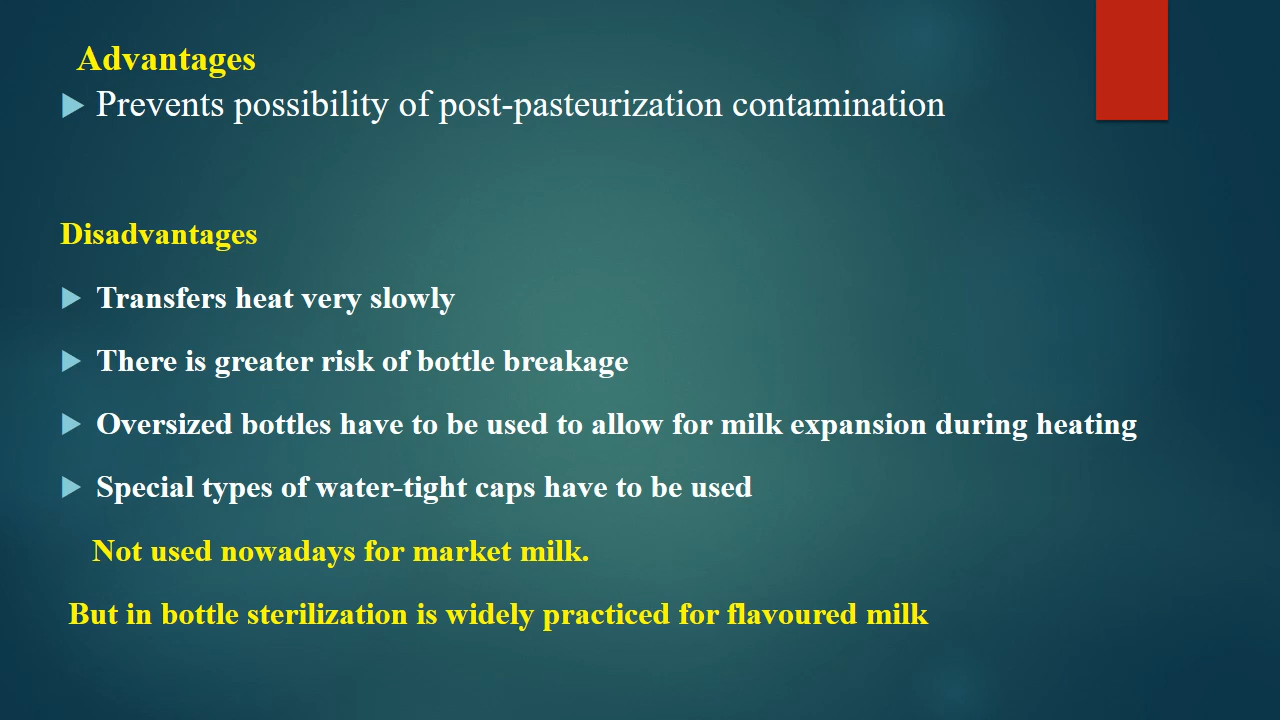 Advantages
Prevents possibility of post-pasteurization contamination
Disadvantages
Transfers heat very slowly
There is greater risk of bottle breakage
Oversized bottles have to be used to allow for milk expansion during heating
Special types of water-tight caps have to be used
Not used nowadays for market milk.
But in bottle sterilization is widely practiced for flavoured milk